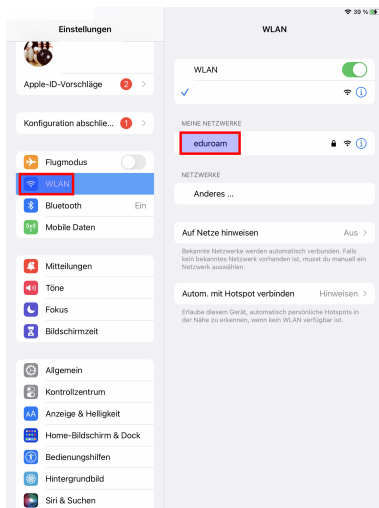 39 %
Einstellungen
WLAN
Apple-ID-Vorschläge 2
Konfiguration abschlie... 1
Flugmodus
WLAN
Bluetooth Ein
Mobile Daten
Mitteilungen
Töne
Fokus
Bildschirmzeit
Allgemein
Kontrollzentrum
AA Anzeige & Helligkeit
Home-Bildschirm & Dock
Bedienungshilfen
Hintergrundbild
Siri & Suchen
WLAN
MEINE NETZWERKE
eduroam
NETZWERKE
Anderes ...
Auf Netze hinweisen Aus
Bekannte Netzwerke werden automatisch verbunden. Falls
kein bekanntes Netzwerk vorhanden ist, musst du manuell ein
Netzwerk auswählen.
Autom. mit Hotspot verbinden Hinweisen
Erlaube diesem Gerät, automatisch persönliche Hotspots in
der Nähe zu erkennen, wenn kein WLAN verfügbar ist.